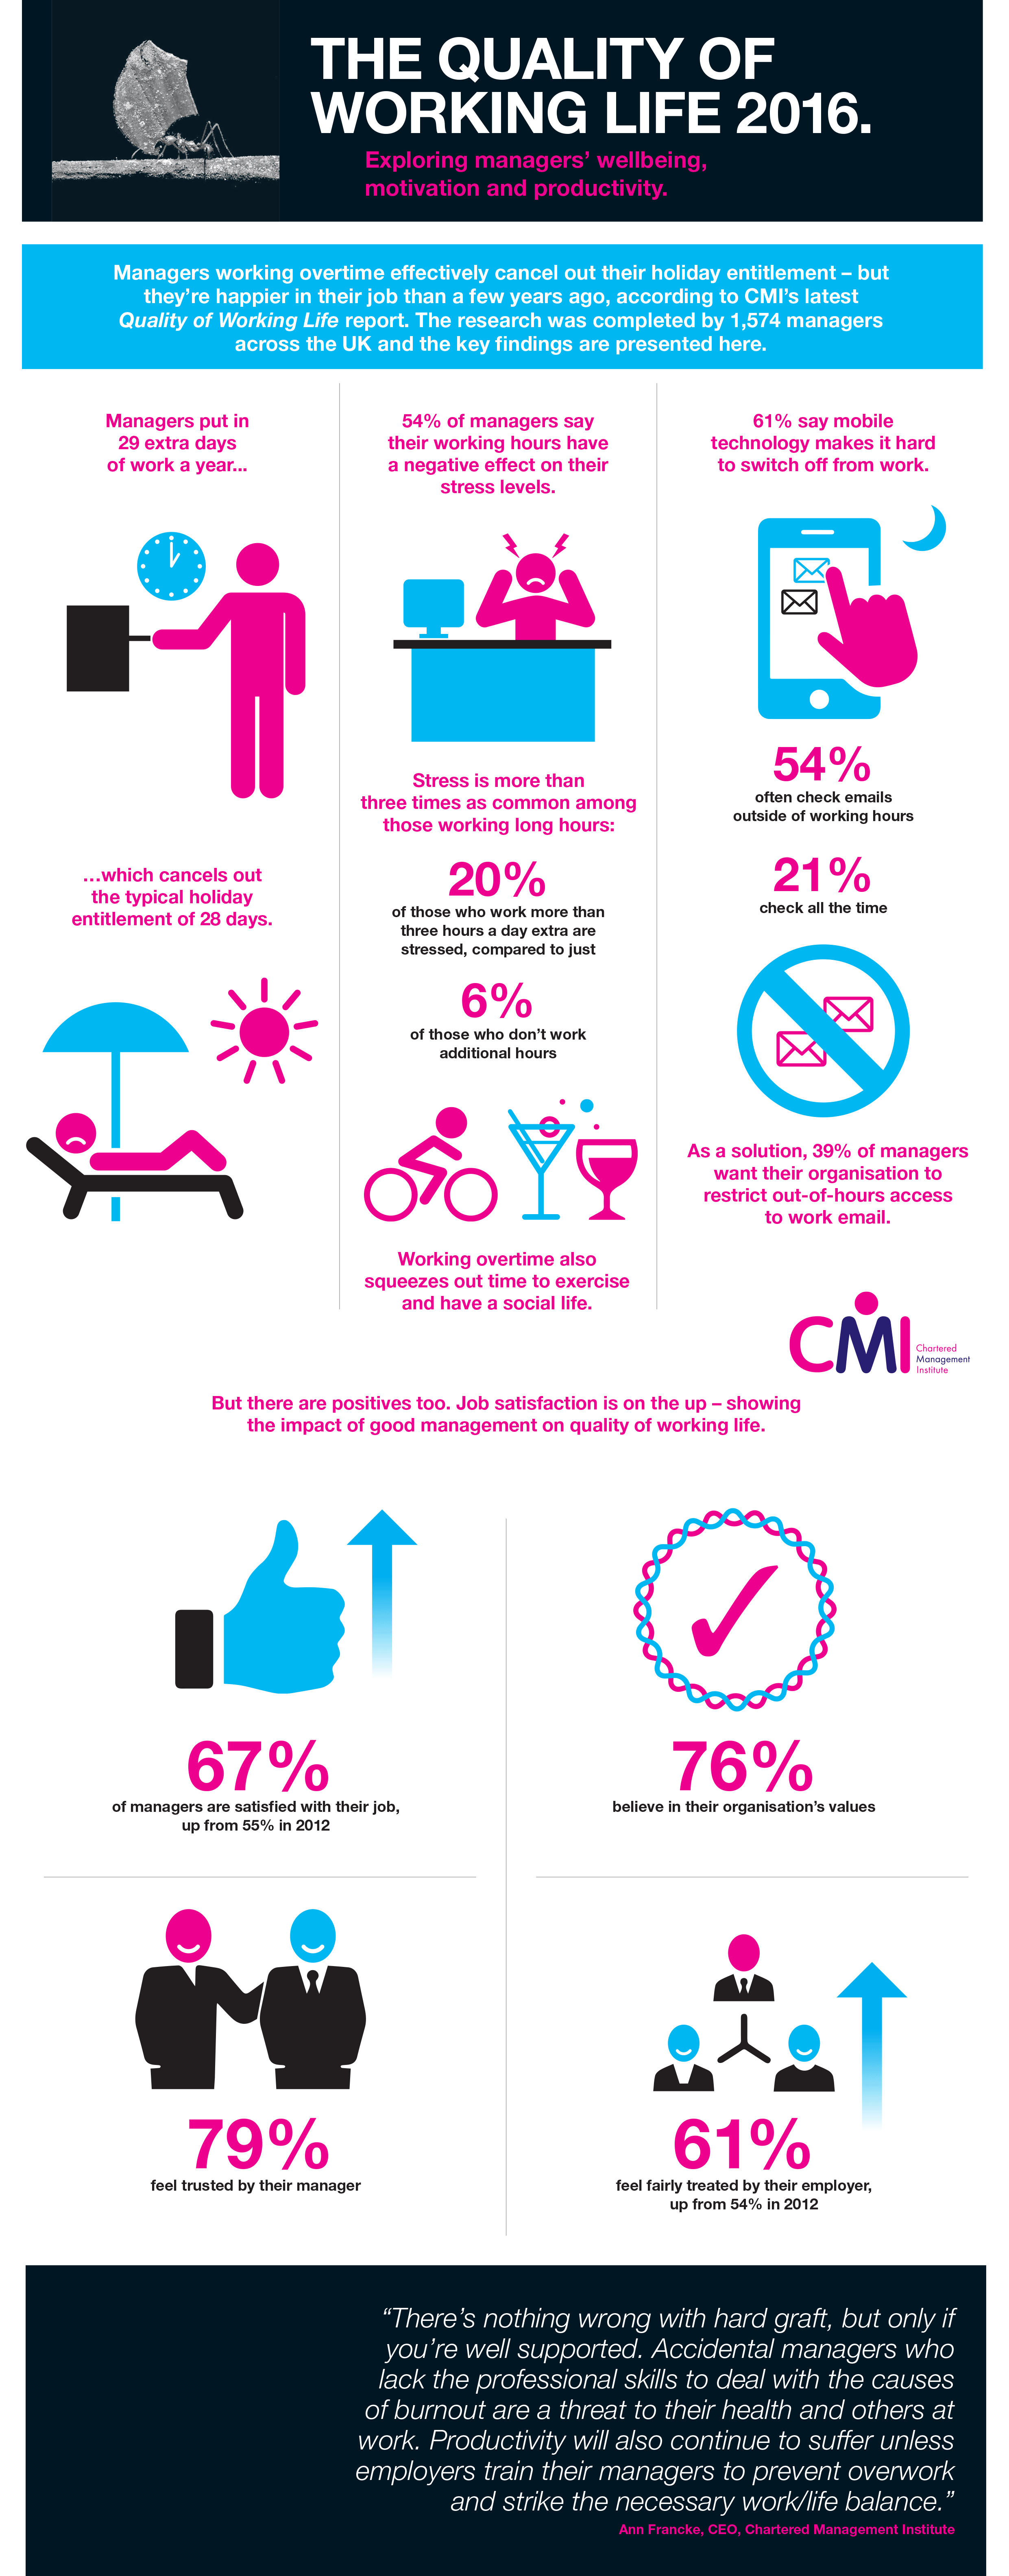 THE QUALITY OF
WORKING LIFE 2016.
Exploring managers' wellbeing,
motivation and productivity.
Managers working overtime effectively cancel out their holiday entitlement – but
they're happier in their job than a few years ago, according to CMI's latest
Quality of Working Life report. The research was completed by 1,574 managers
across the UK and the key findings are presented here.
Managers put in
29 extra days
of work a year...
...which cancels out
the typical holiday
entitlement of 28 days.
54% of managers say
their working hours have
a negative effect on their
stress levels.
Stress is more than
three times as common among
those working long hours:
20%
of those who work more than
three hours a day extra are
stressed, compared to just
6%
of those who don't work
additional hours
Working overtime also
squeezes out time to exercise
and have a social life.
61% say mobile
technology makes it hard
to switch off from work.
54%
often check emails
outside of working hours
21%
check all the time
As a solution, 39% of managers
want their organisation to
restrict out-of-hours access
to work email.
CMI
Chartered
Management
Institute
But there are positives too. Job satisfaction is on the up – showing
the impact of good management on quality of working life.
67%
of managers are satisfied with their job,
up from 55% in 2012
76%
believe in their organisation's values
79%
feel trusted by their manager
61%
feel fairly treated by their employer,
up from 54% in 2012
"There's nothing wrong with hard graft, but only if
you're well supported. Accidental managers who
lack the professional skills to deal with the causes
of burnout are a threat to their health and others at
work. Productivity will also continue to suffer unless
employers train their managers to prevent overwork
and strike the necessary work/life balance."
Ann Francke, CEO, Chartered Management Institute